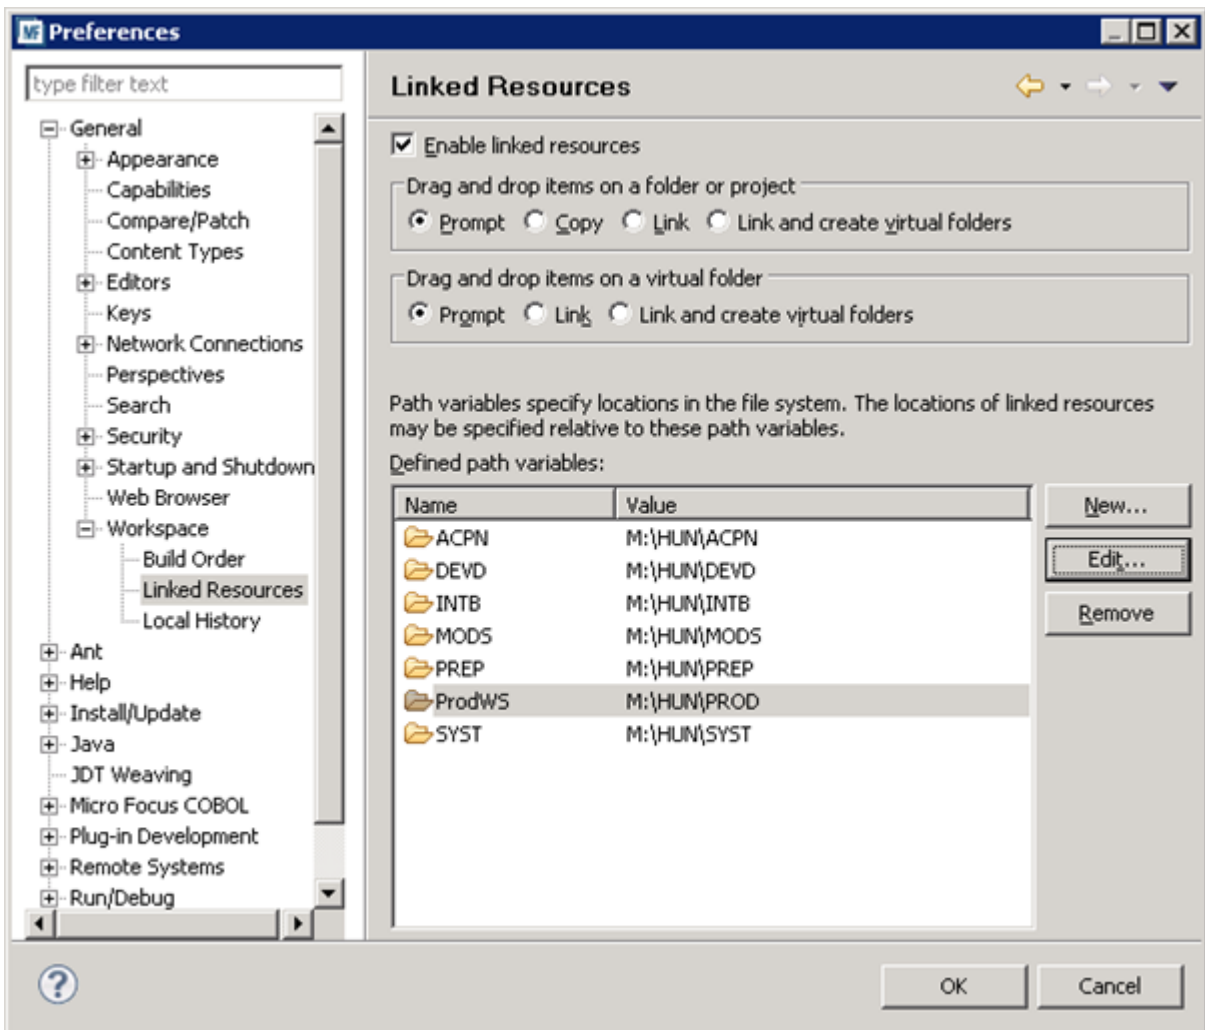 Preferences
type filter text
General
Appearance
Capabilities
Compare/Patch
Content Types
Editors
Keys
Network Connections
Perspectives
Search
Security
Startup and Shutdown
Web Browser
Workspace
Build Order
Linked Resources
Local History
Ant
Help
Install/Update
Java
JDT Weaving
Micro Focus COBOL
Plug-in Development
Remote Systems
Run/Debug
Linked Resources
Enable linked resources
Drag and drop items on a folder or project
Prompt Copy Link Link and create virtual folders
Drag and drop items on a virtual folder
Prompt Link Link and create virtual folders
Path variables specify locations in the file system. The locations of linked resources
may be specified relative to these path variables.
Defined path variables:
Name Value
ACPN M:\HUN\ACPN
DEVD M:\HUN\DEVD
INTB M:\HUN\INTB
MODS M:\HUN\MODS
PREP M:\HUN\PREP
ProdWS M:\HUN\PROD
SYST M:\HUN\SYST
New...
Edit...
Remove
OK Cancel